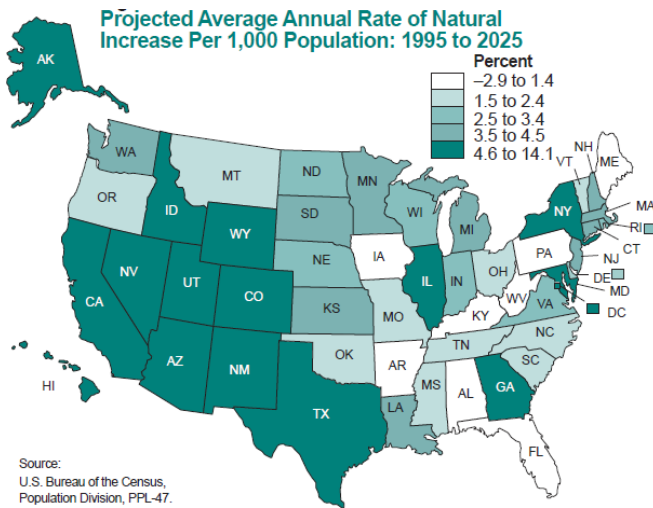 Projected Average Annual Rate of Natural
Increase Per 1,000 Population: 1995 to 2025
Percent
–2.9 to 1.4
1.5 to 2.4
2.5 to 3.4
3.5 to 4.5
4.6 to 14.1
AK
WA
MT
ND
MN
VT
NH
ME
OR
ID
SD
WI
MI
NY
MA
RI
WY
IA
PA
CT
NJ
NV
UT
CO
NE
IL
IN
OH
DE
MD
DC
CA
KS
MO
KY
WV
VA
AZ
NM
OK
AR
TN
NC
SC
HI
TX
LA
MS
AL
GA
FL
Source:
U.S. Bureau of the Census,
Population Division, PPL-47.